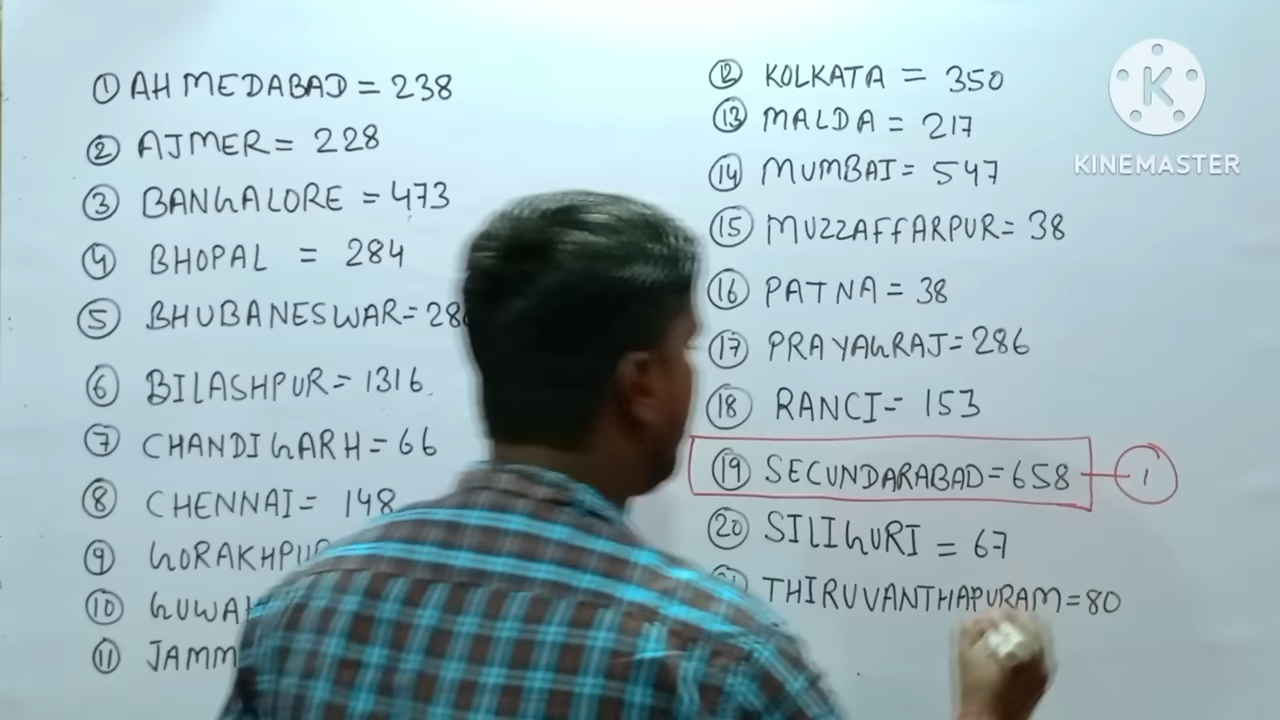 ① AHMEDABAD = 238
② AJMER = 228
③ BANGALORE = 473
④ BHOPAL = 284
⑤ BHUBANESWAR = 28
⑥ BILASHPUR = 1316
⑦ CHANDIGARH = 66
⑧ CHENNAI = 148
⑨
⑩
⑪
⑫ KOLKATA = 350
⑬ MALDA = 217
⑭ MUMBAI = 547
⑮ MUZZAFFARPUR = 38
⑯ PATNA = 38
⑰ PRAYAGRAJ = 286
⑱ RANCI - 153
⑲ SECUNDARABAD = 658 ①
⑳ SILIGURI = 67
THIRUVANTHAPURAM = 80
K
KINEMASTER